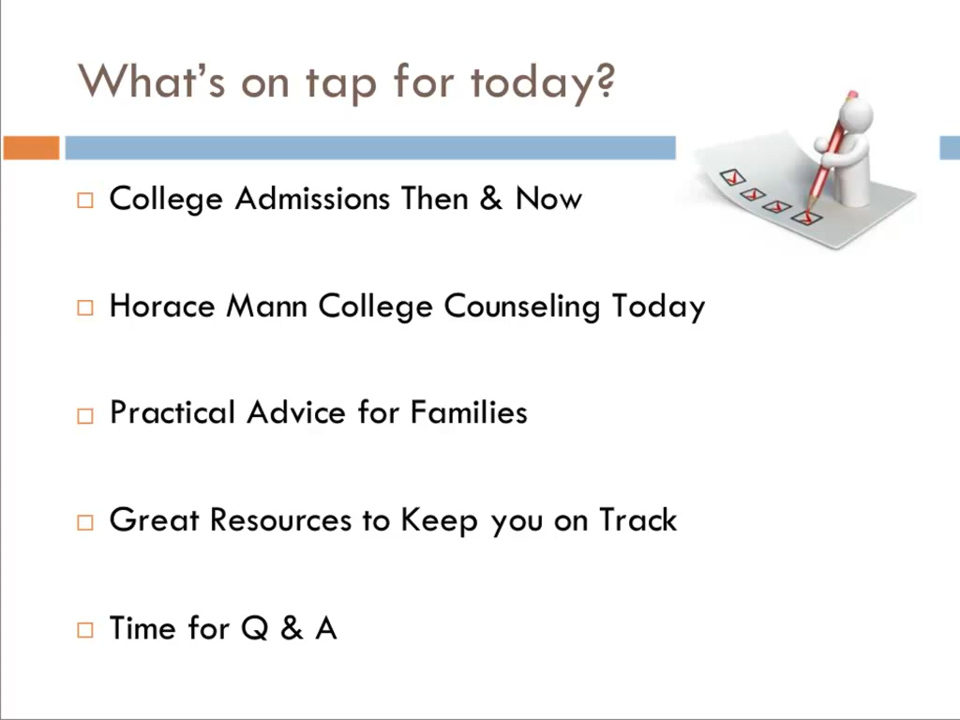 What's on tap for today?
College Admissions Then & Now
Horace Mann College Counseling Today
Practical Advice for Families
Great Resources to Keep you on Track
Time for Q & A